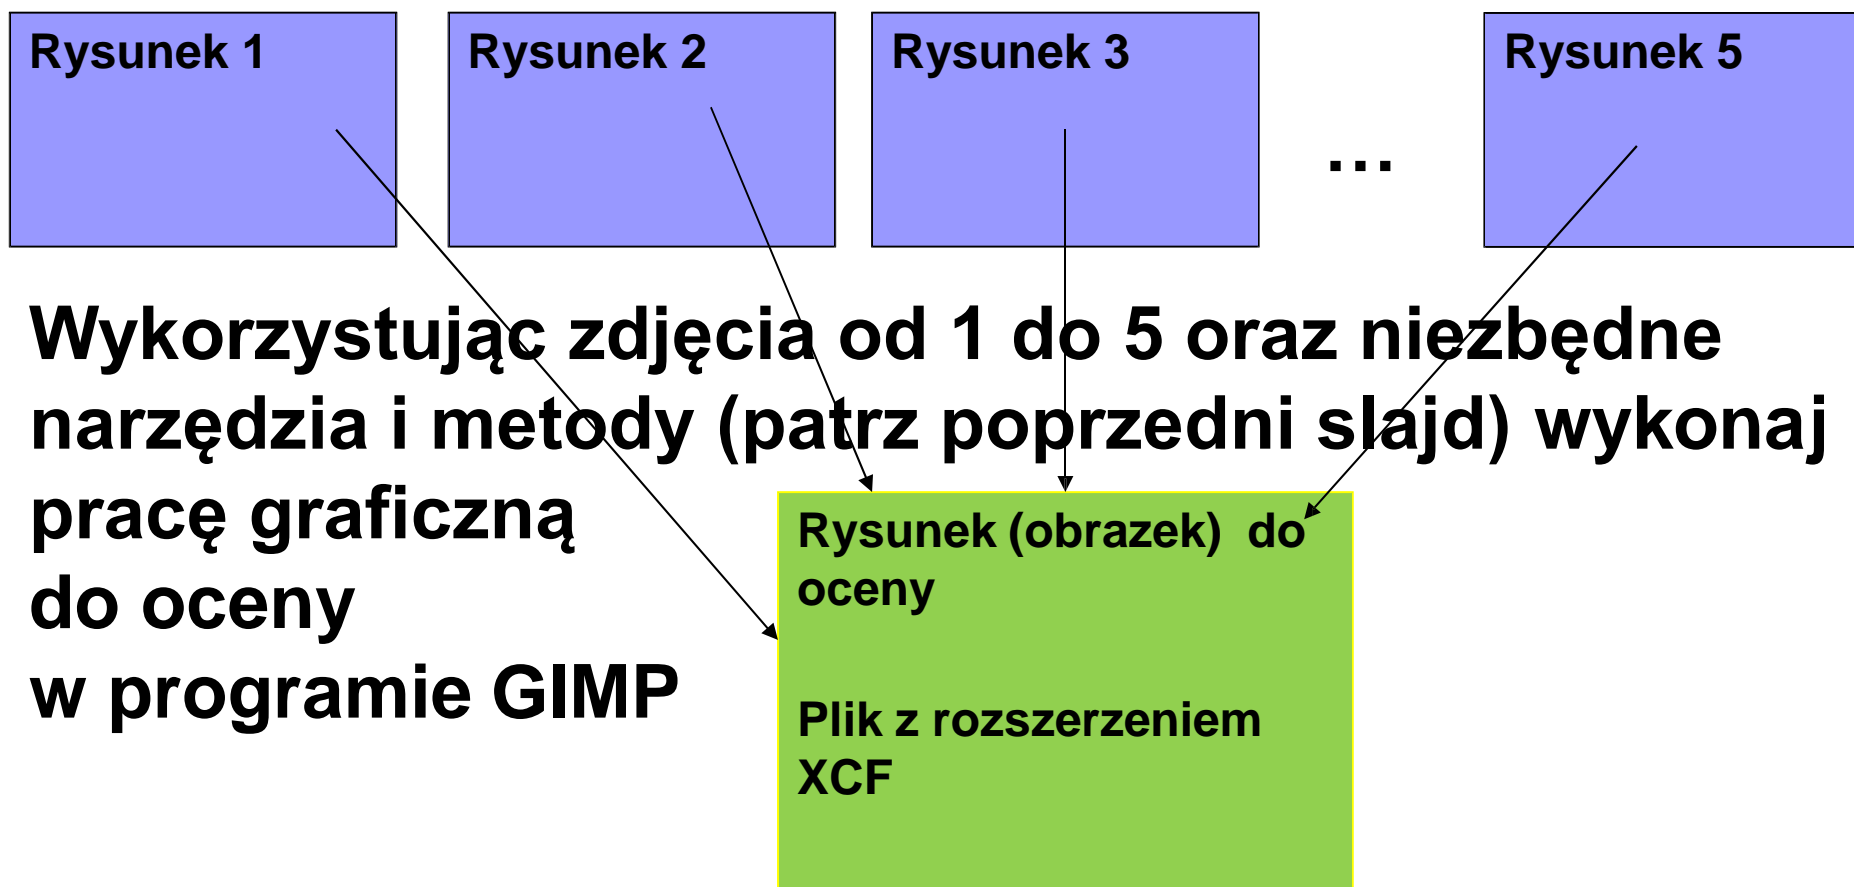 Rysunek 1
Rysunek 2
Rysunek 3
...
Rysunek 5
Wykorzystując zdjęcia od 1 do 5 oraz niezbędne
narzędzia i metody (patrz poprzedni slajd) wykonaj
pracę graficzną
do oceny
w programie GIMP
Rysunek (obrazek) do
oceny
Plik z rozszerzeniem
XCF